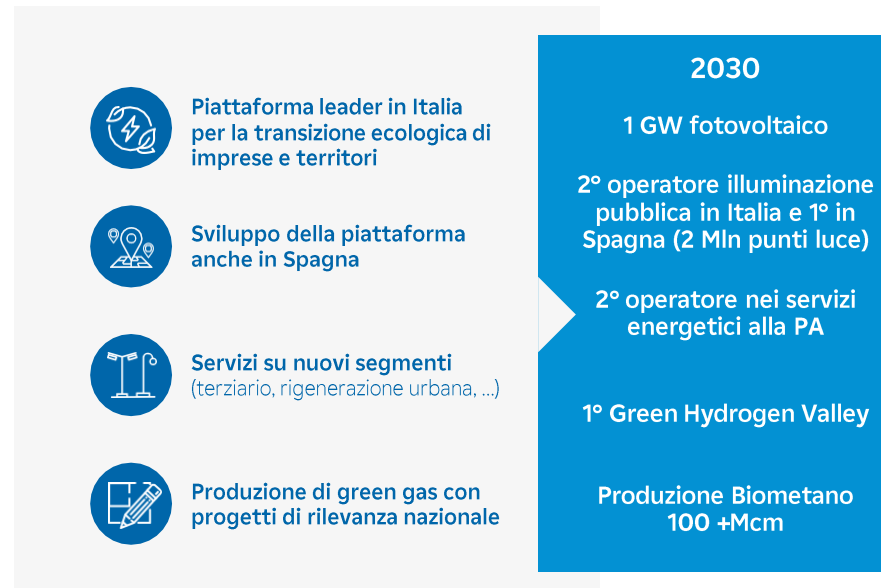 Piattaforma leader in Italia
per la transizione ecologica di
imprese e territori
Sviluppo della piattaforma
anche in Spagna
Servizi su nuovi segmenti
(terziario, rigenerazione urbana, ...)
Produzione di green gas con
progetti di rilevanza nazionale
2030
1 GW fotovoltaico
2° operatore illuminazione
pubblica in Italia e 1° in
Spagna (2 Mln punti luce)
2° operatore nei servizi
energetici alla PA
1° Green Hydrogen Valley
Produzione Biometano
100 +Mcm